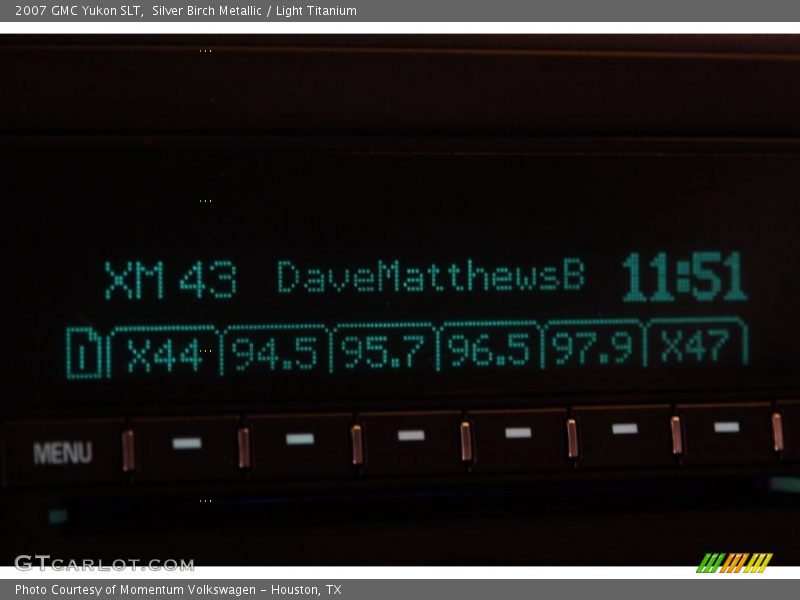 2007 GMC Yukon SLT,  Silver Birch Metallic / Light Titanium
XM 43 DaveMatthewsB 11:51
1 X44 94.5 95.7 96.5 97.9 X47
MENU
GTCARLOT.COM
Photo Courtesy of Momentum Volkswagen - Houston, TX